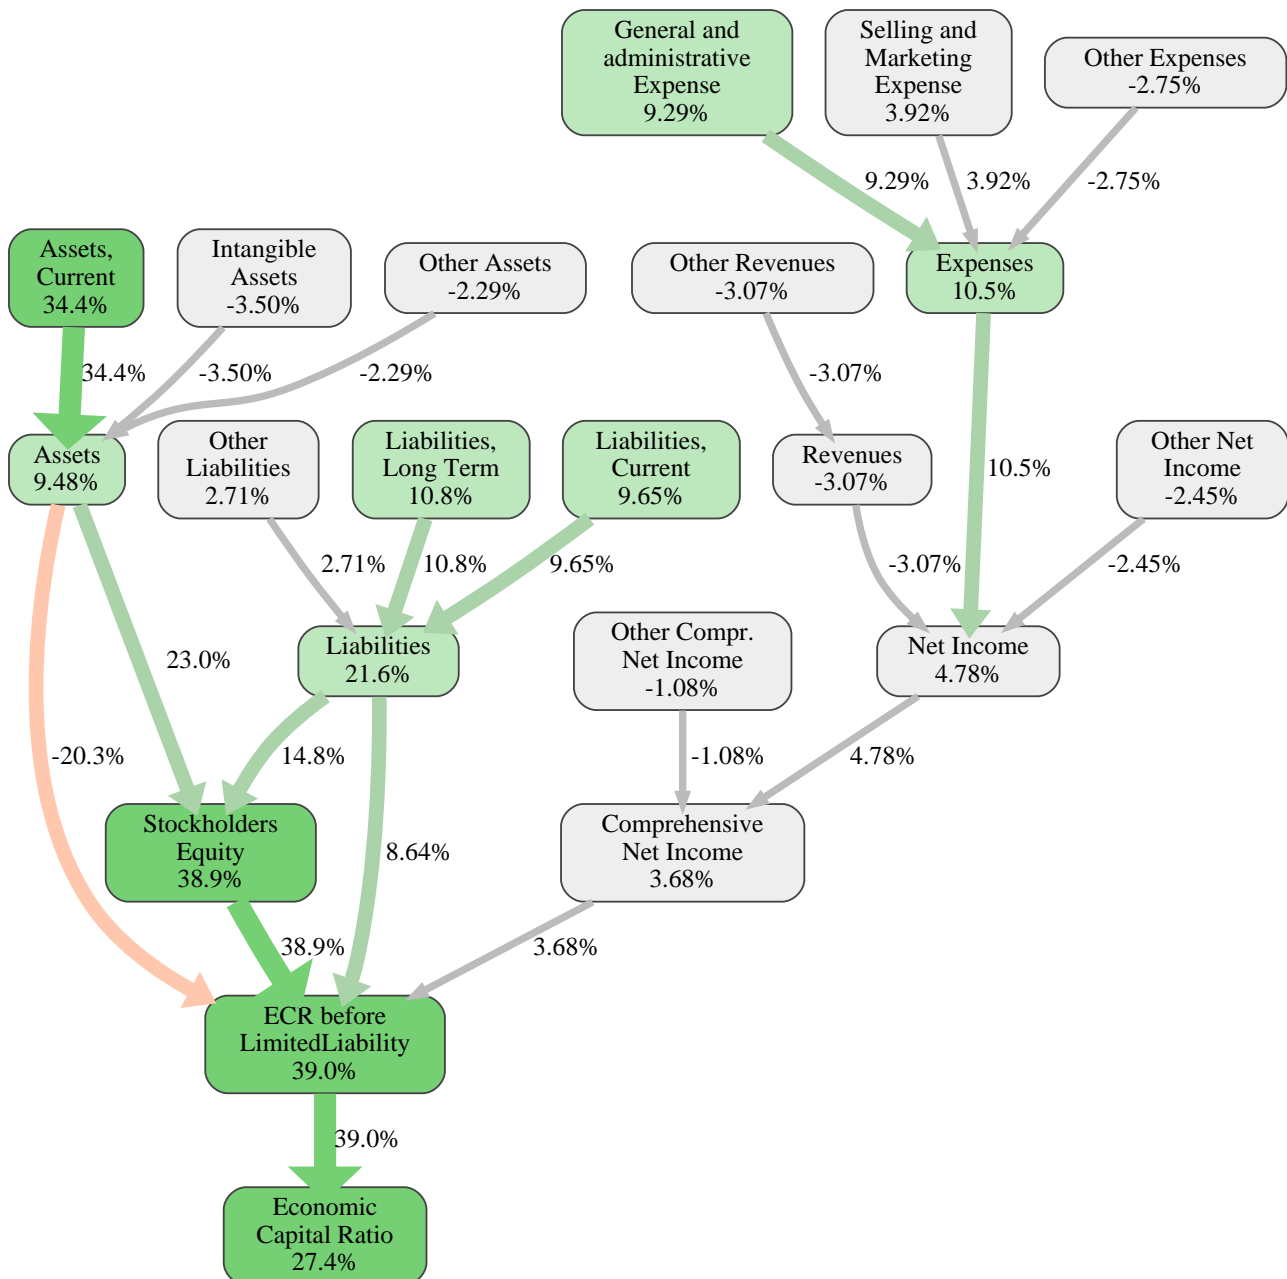 General and
administrative
Expense
9.29%
Selling and
Marketing
Expense
3.92%
Other Expenses
-2.75%
9.29%
3.92%
-2.75%
Assets,
Current
34.4%
Intangible
Assets
-3.50%
Other Assets
-2.29%
Other Revenues
-3.07%
Expenses
10.5%
34.4%
-3.50%
-2.29%
-3.07%
10.5%
Assets
9.48%
Other
Liabilities
2.71%
Liabilities,
Long Term
10.8%
Liabilities,
Current
9.65%
Revenues
-3.07%
Other Net
Income
-2.45%
2.71%
10.8%
9.65%
-3.07%
-2.45%
23.0%
Liabilities
21.6%
Other Compr.
Net Income
-1.08%
Net Income
4.78%
-20.3%
14.8%
-1.08%
4.78%
Stockholders
Equity
38.9%
8.64%
Comprehensive
Net Income
3.68%
38.9%
3.68%
ECR before
LimitedLiability
39.0%
39.0%
Economic
Capital Ratio
27.4%